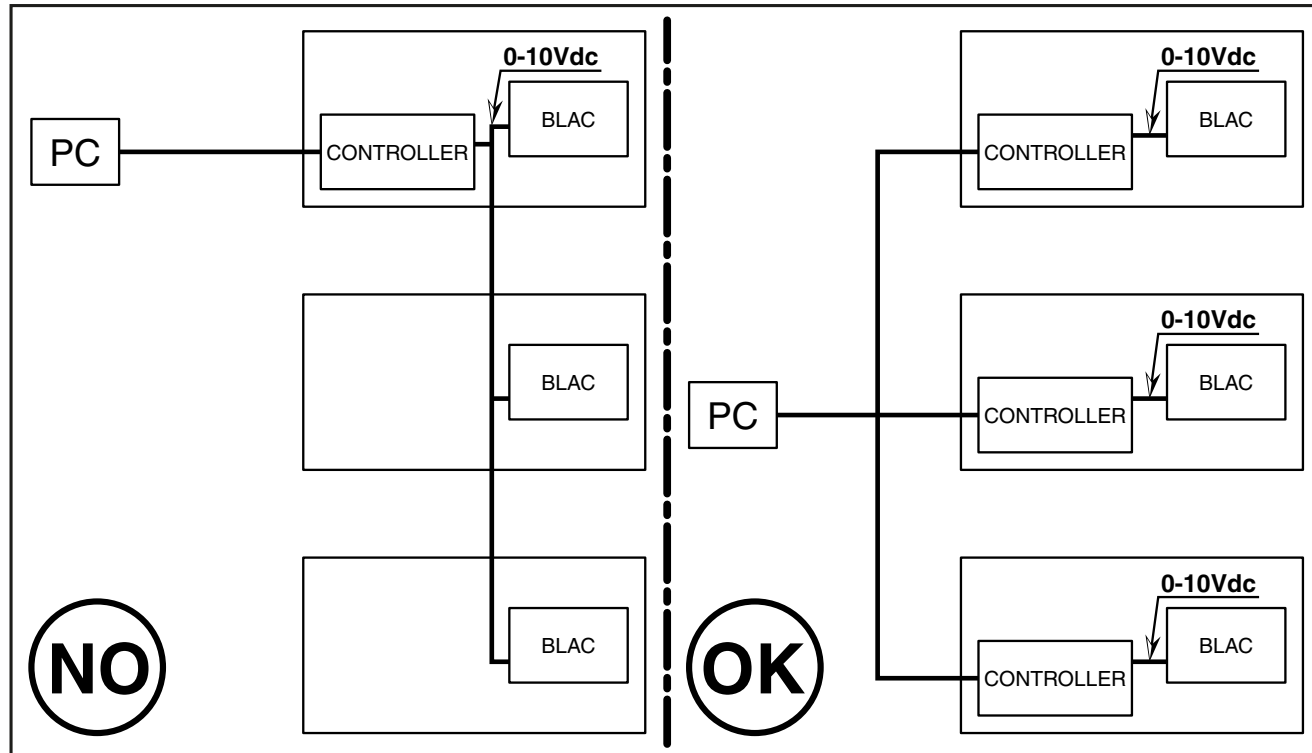 0-10Vdc
BLAC
CONTROLLER
PC
BLAC
BLAC
NO
0-10Vdc
BLAC
CONTROLLER
0-10Vdc
BLAC
CONTROLLER
PC
0-10Vdc
BLAC
CONTROLLER
OK